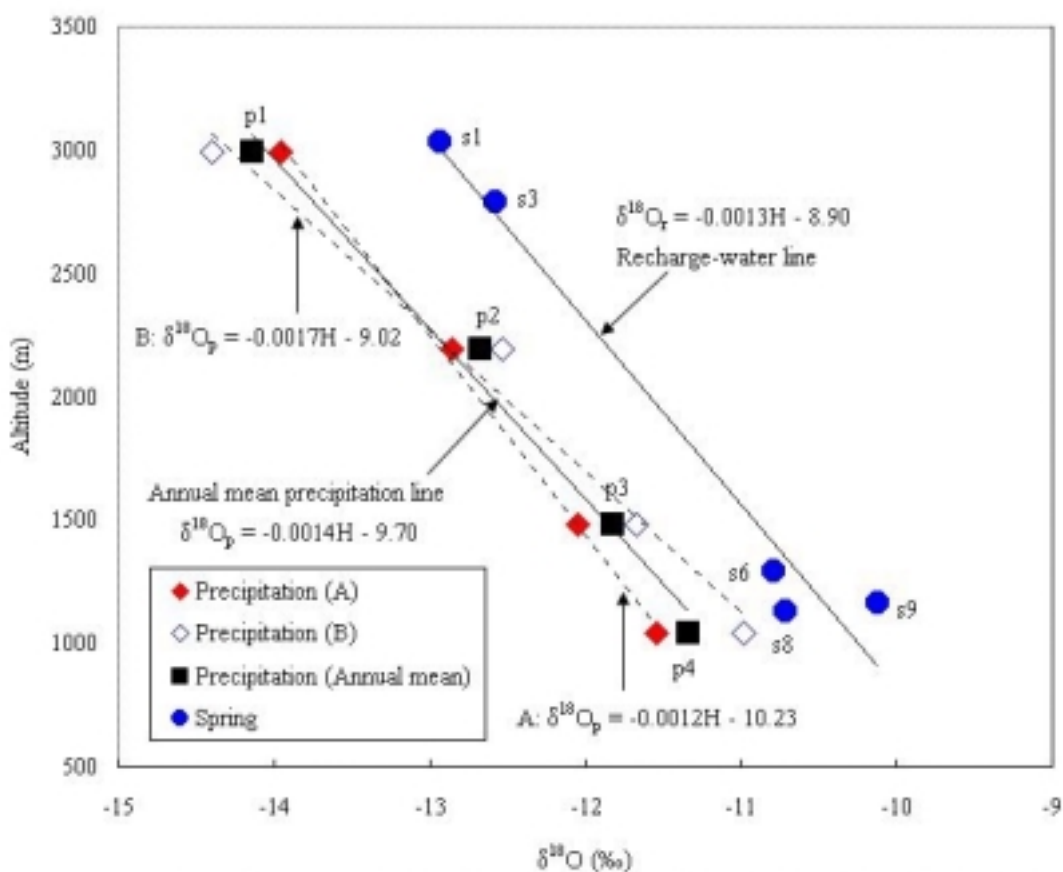 3500
3000
2500
2000
1500
1000
500
Altitude (m)
-15
-14
-13
-12
-11
-10
-9
δ¹⁸O (‰)
p1
s1
s3
δ¹⁸Oᵣ = -0.0013H - 8.90
Recharge-water line
p2
B: δ¹⁸Oₚ = -0.0017H - 9.02
Annual mean precipitation line
δ¹⁸Oₚ = -0.0014H - 9.70
p3
s6
s9
s8
p4
A: δ¹⁸Oₚ = -0.0012H - 10.23
Precipitation (A)
Precipitation (B)
Precipitation (Annual mean)
Spring